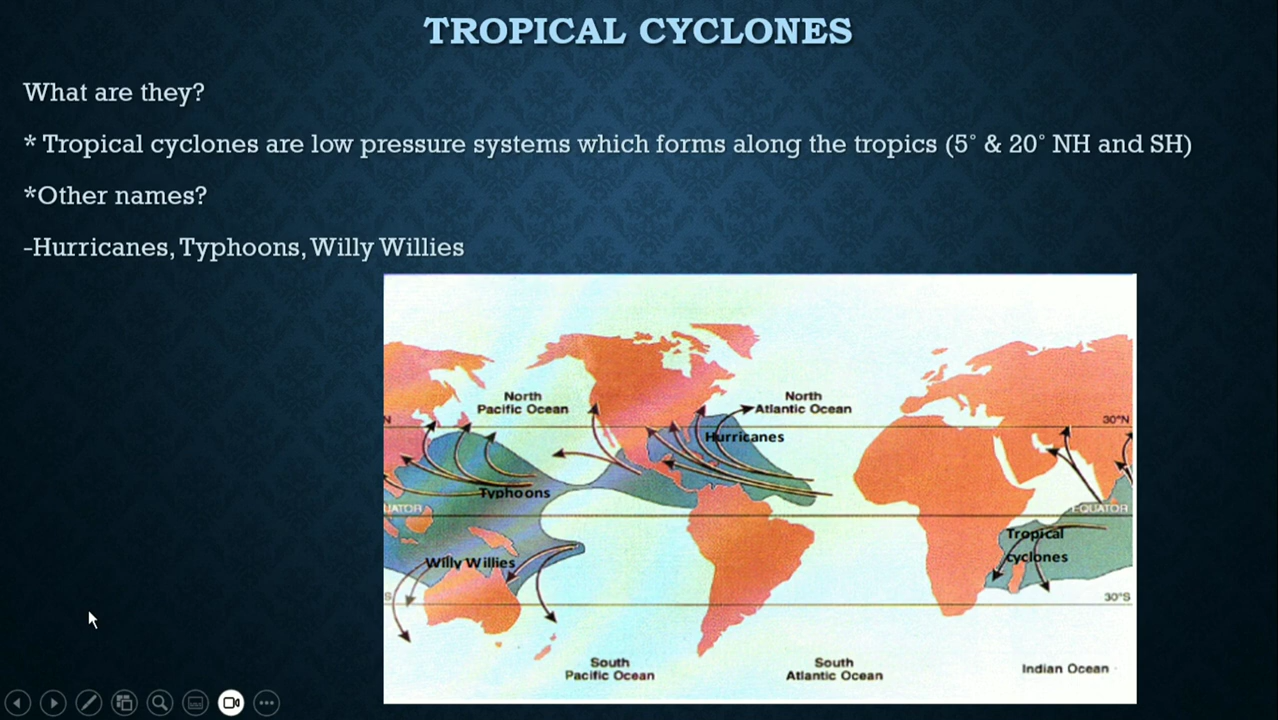 TROPICAL CYCLONES
What are they?
* Tropical cyclones are low pressure systems which forms along the tropics (5° & 20° NH and SH)
*Other names?
-Hurricanes, Typhoons, Willy Willies
North
Pacific Ocean
North
Atlantic Ocean
N
30°N
Hurricanes
Typhoons
UATOR
EQUATOR
Tropical
cyclones
Willy Willies
S
30°S
South
Pacific Ocean
South
Atlantic Ocean
Indian Ocean